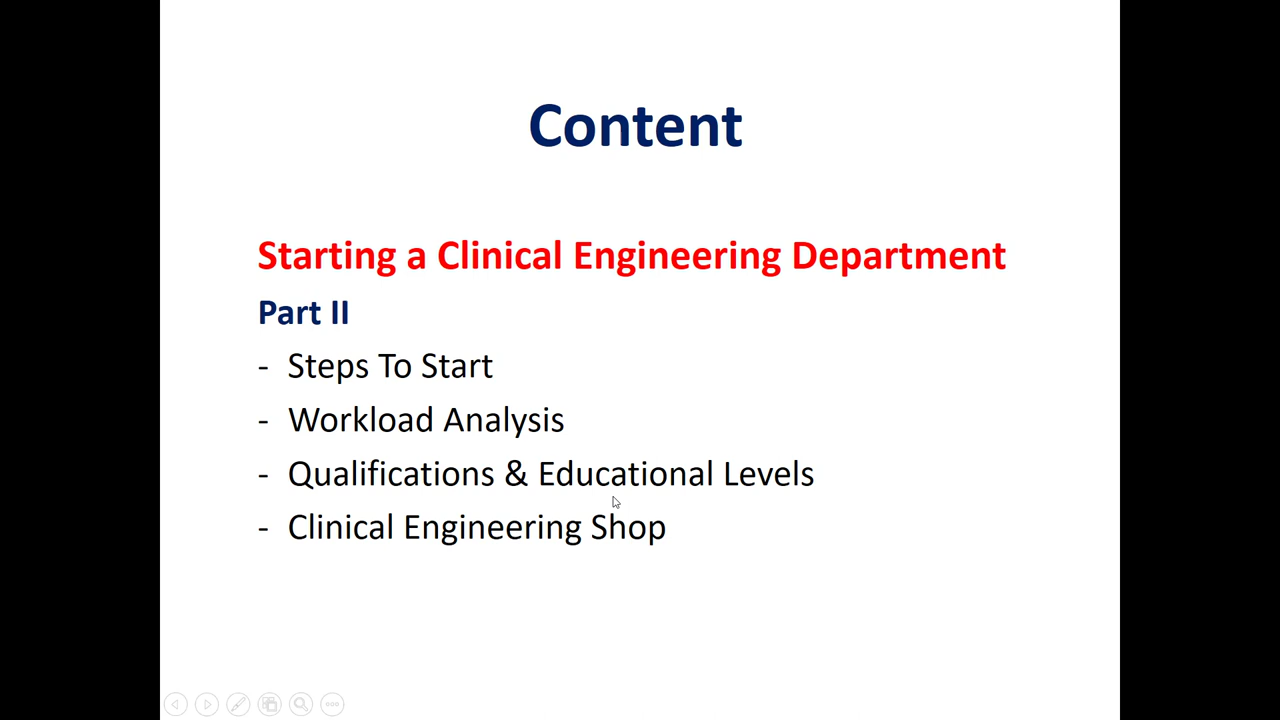 Content
Starting a Clinical Engineering Department
Part II
- Steps To Start
- Workload Analysis
- Qualifications & Educational Levels
- Clinical Engineering Shop